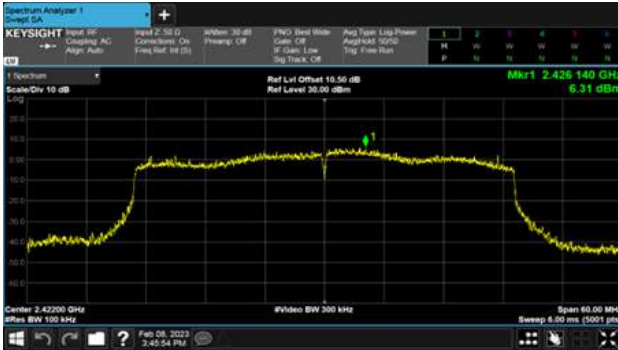 Spectrum Analyzer 1
Swept SA
+
KEYSIGHT Input: RF Input Z: 50 Ω #Atten: 30 dB PNO: Best Wide Avg Type: Log-Power 1 2 3 4 5 6
Coupling: AC Corrections: On Preamp: Off Gate: Off Avg|Hold: 50/50 M W W W W W
Align: Auto Freq Ref: Int (S) IF Gain: Low Trig: Free Run
Sig Track: Off P N N N N N N
LXI
1 Spectrum Ref Lvl Offset 10.50 dB Mkr1 2.426 140 GHz
Scale/Div 10 dB Ref Level 30.00 dBm 6.31 dBm
Log
20.0
10.0
1
0.00
-10.0
-20.0
-30.0
-40.0
-50.0
-60.0
Center 2.42200 GHz #Video BW 300 kHz Span 60.00 MH
#Res BW 100 kHz Sweep 6.00 ms (5001 pts
? Feb 08, 2023
3:45:54 PM